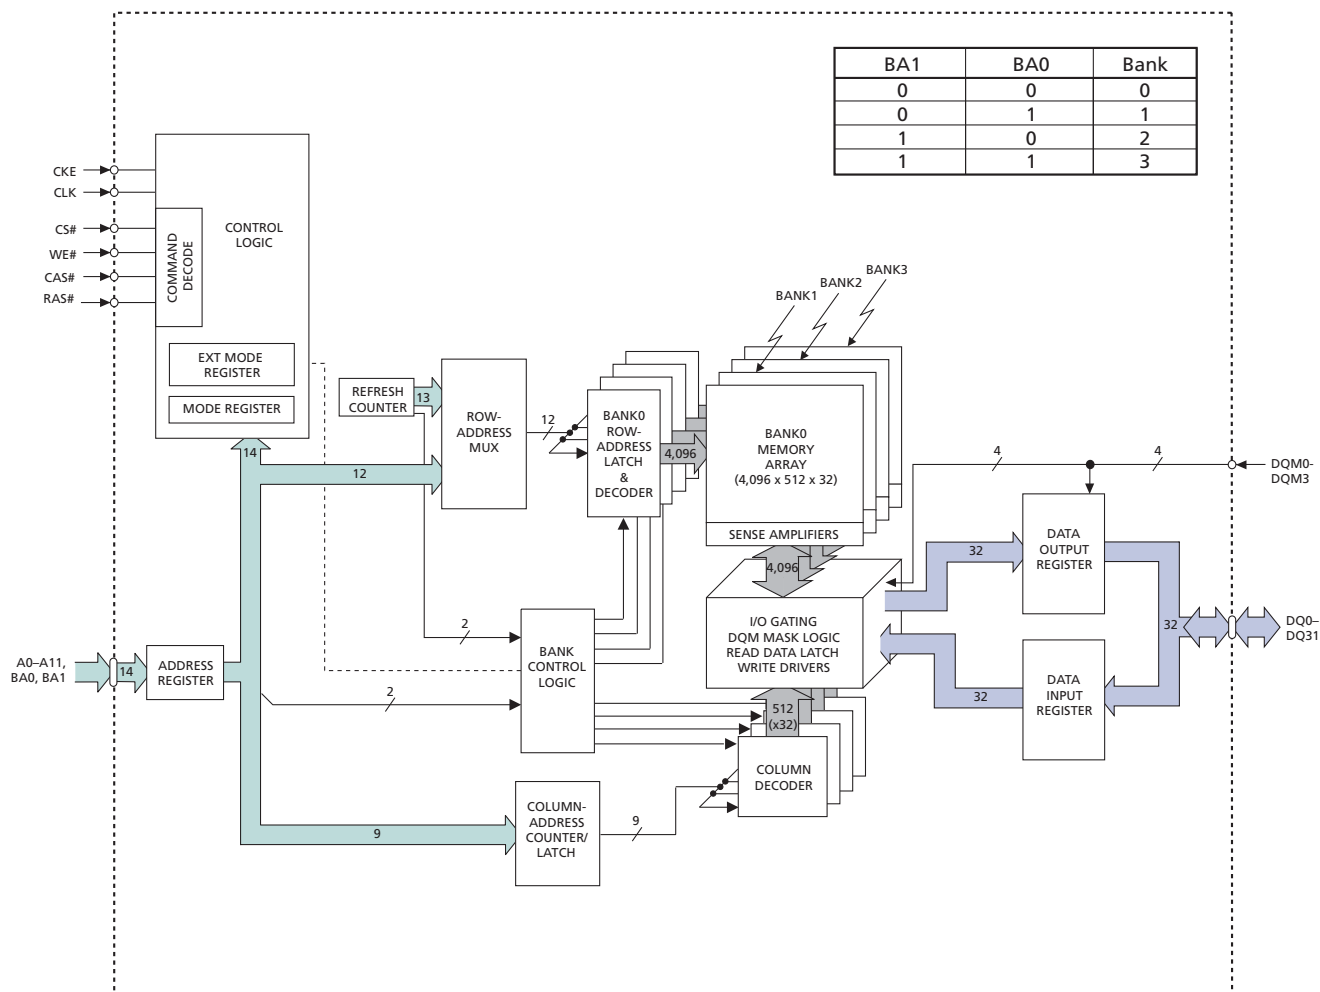 BA1 BA0 Bank
0 0 0
0 1 1
1 0 2
1 1 3
CKE
CLK
CS#
WE#
CAS#
RAS#
COMMAND
DECODE
CONTROL
LOGIC
EXT MODE
REGISTER
MODE REGISTER
BANK1
BANK2
BANK3
REFRESH
COUNTER
13
ROW-
ADDRESS
MUX
12
BANK0
ROW-
ADDRESS
LATCH
&
DECODER
4,096
BANK0
MEMORY
ARRAY
(4,096 x 512 x 32)
SENSE AMPLIFIERS
14
12
4
4
DQM0-
DQM3
4,096
I/O GATING
DQM MASK LOGIC
READ DATA LATCH
WRITE DRIVERS
32
DATA
OUTPUT
REGISTER
32
DQ0–
DQ31
32
DATA
INPUT
REGISTER
A0–A11,
BA0, BA1
14
ADDRESS
REGISTER
2
2
BANK
CONTROL
LOGIC
512
(x32)
COLUMN
DECODER
9
COLUMN-
ADDRESS
COUNTER/
LATCH
9